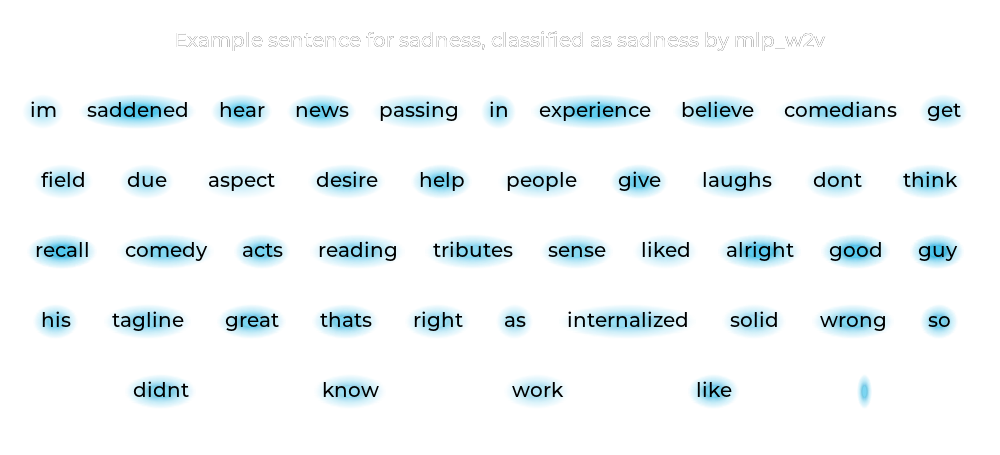 Example sentence for sadness, classified as sadness by mlp_w2v
im saddened hear news passing in experience believe comedians get
field due aspect desire help people give laughs dont think
recall comedy acts reading tributes sense liked alright good guy
his tagline great thats right as internalized solid wrong so
didnt know work like